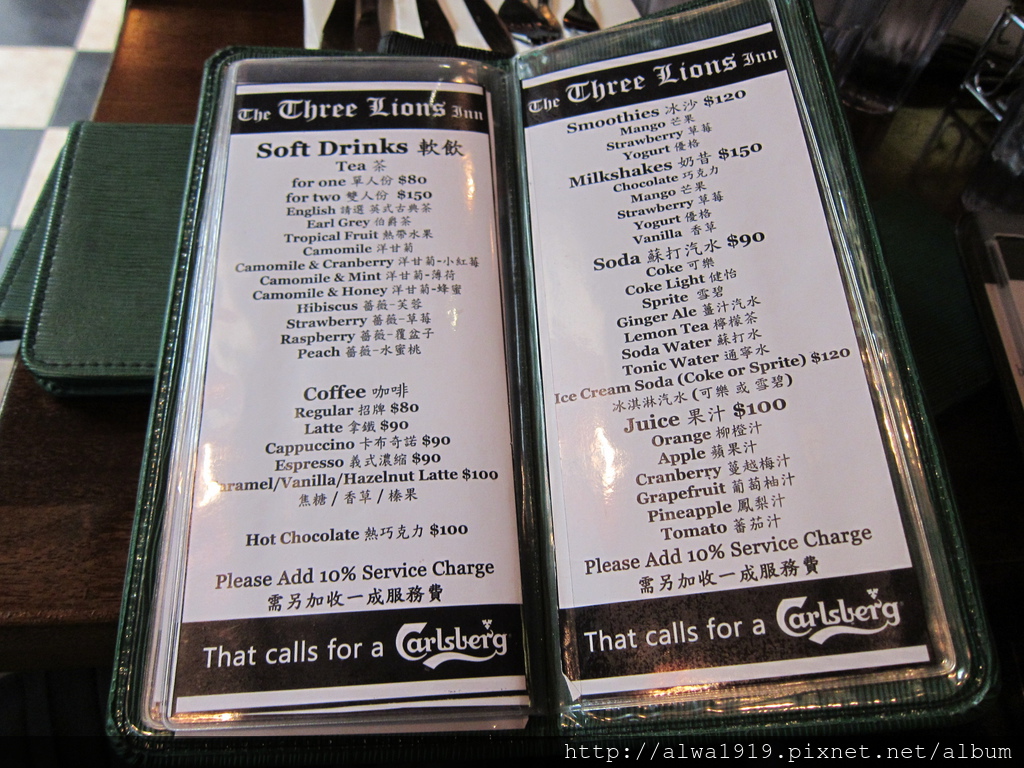 The Three Lions Inn
Soft Drinks 軟飲
Tea 茶
for one 單人份 $80
for two 雙人份 $150
English 請選 英式古典茶
Earl Grey 伯爵茶
Tropical Fruit 熱帶水果
Camomile 洋甘菊
Camomile & Cranberry 洋甘菊-小紅莓
Camomile & Mint 洋甘菊-薄荷
Camomile & Honey 洋甘菊-蜂蜜
Hibiscus 薔薇-芙蓉
Strawberry 薔薇-草莓
Raspberry 薔薇-覆盆子
Peach 薔薇-水蜜桃
Coffee 咖啡
Regular 招牌 $80
Latte 拿鐵 $90
Cappuccino 卡布奇諾 $90
Espresso 義式濃縮 $90
aramel/Vanilla/Hazelnut Latte $100
焦糖 / 香草 / 榛果
Hot Chocolate 熱巧克力 $100
Please Add 10% Service Charge
需另加收一成服務費
That calls for a Carlsberg
The Three Lions Inn
Smoothies 冰沙 $120
Mango 芒果
Strawberry 草莓
Yogurt 優格
Milkshakes 奶昔 $150
Chocolate 巧克力
Mango 芒果
Strawberry 草莓
Yogurt 優格
Vanilla 香草
Soda 蘇打汽水 $90
Coke 可樂
Coke Light 健怡
Sprite 雪碧
Ginger Ale 薑汁汽水
Lemon Tea 檸檬茶
Soda Water 蘇打水
Tonic Water 通寧水
Ice Cream Soda (Coke or Sprite) $120
冰淇淋汽水 (可樂 或 雪碧)
Juice 果汁 $100
Orange 柳橙汁
Apple 蘋果汁
Cranberry 蔓越梅汁
Grapefruit 葡萄柚汁
Pineapple 鳳梨汁
Tomato 蕃茄汁
Please Add 10% Service Charge
需另加收一成服務費
That calls for a Carlsberg
http://alwa1919.pixnet.net/album